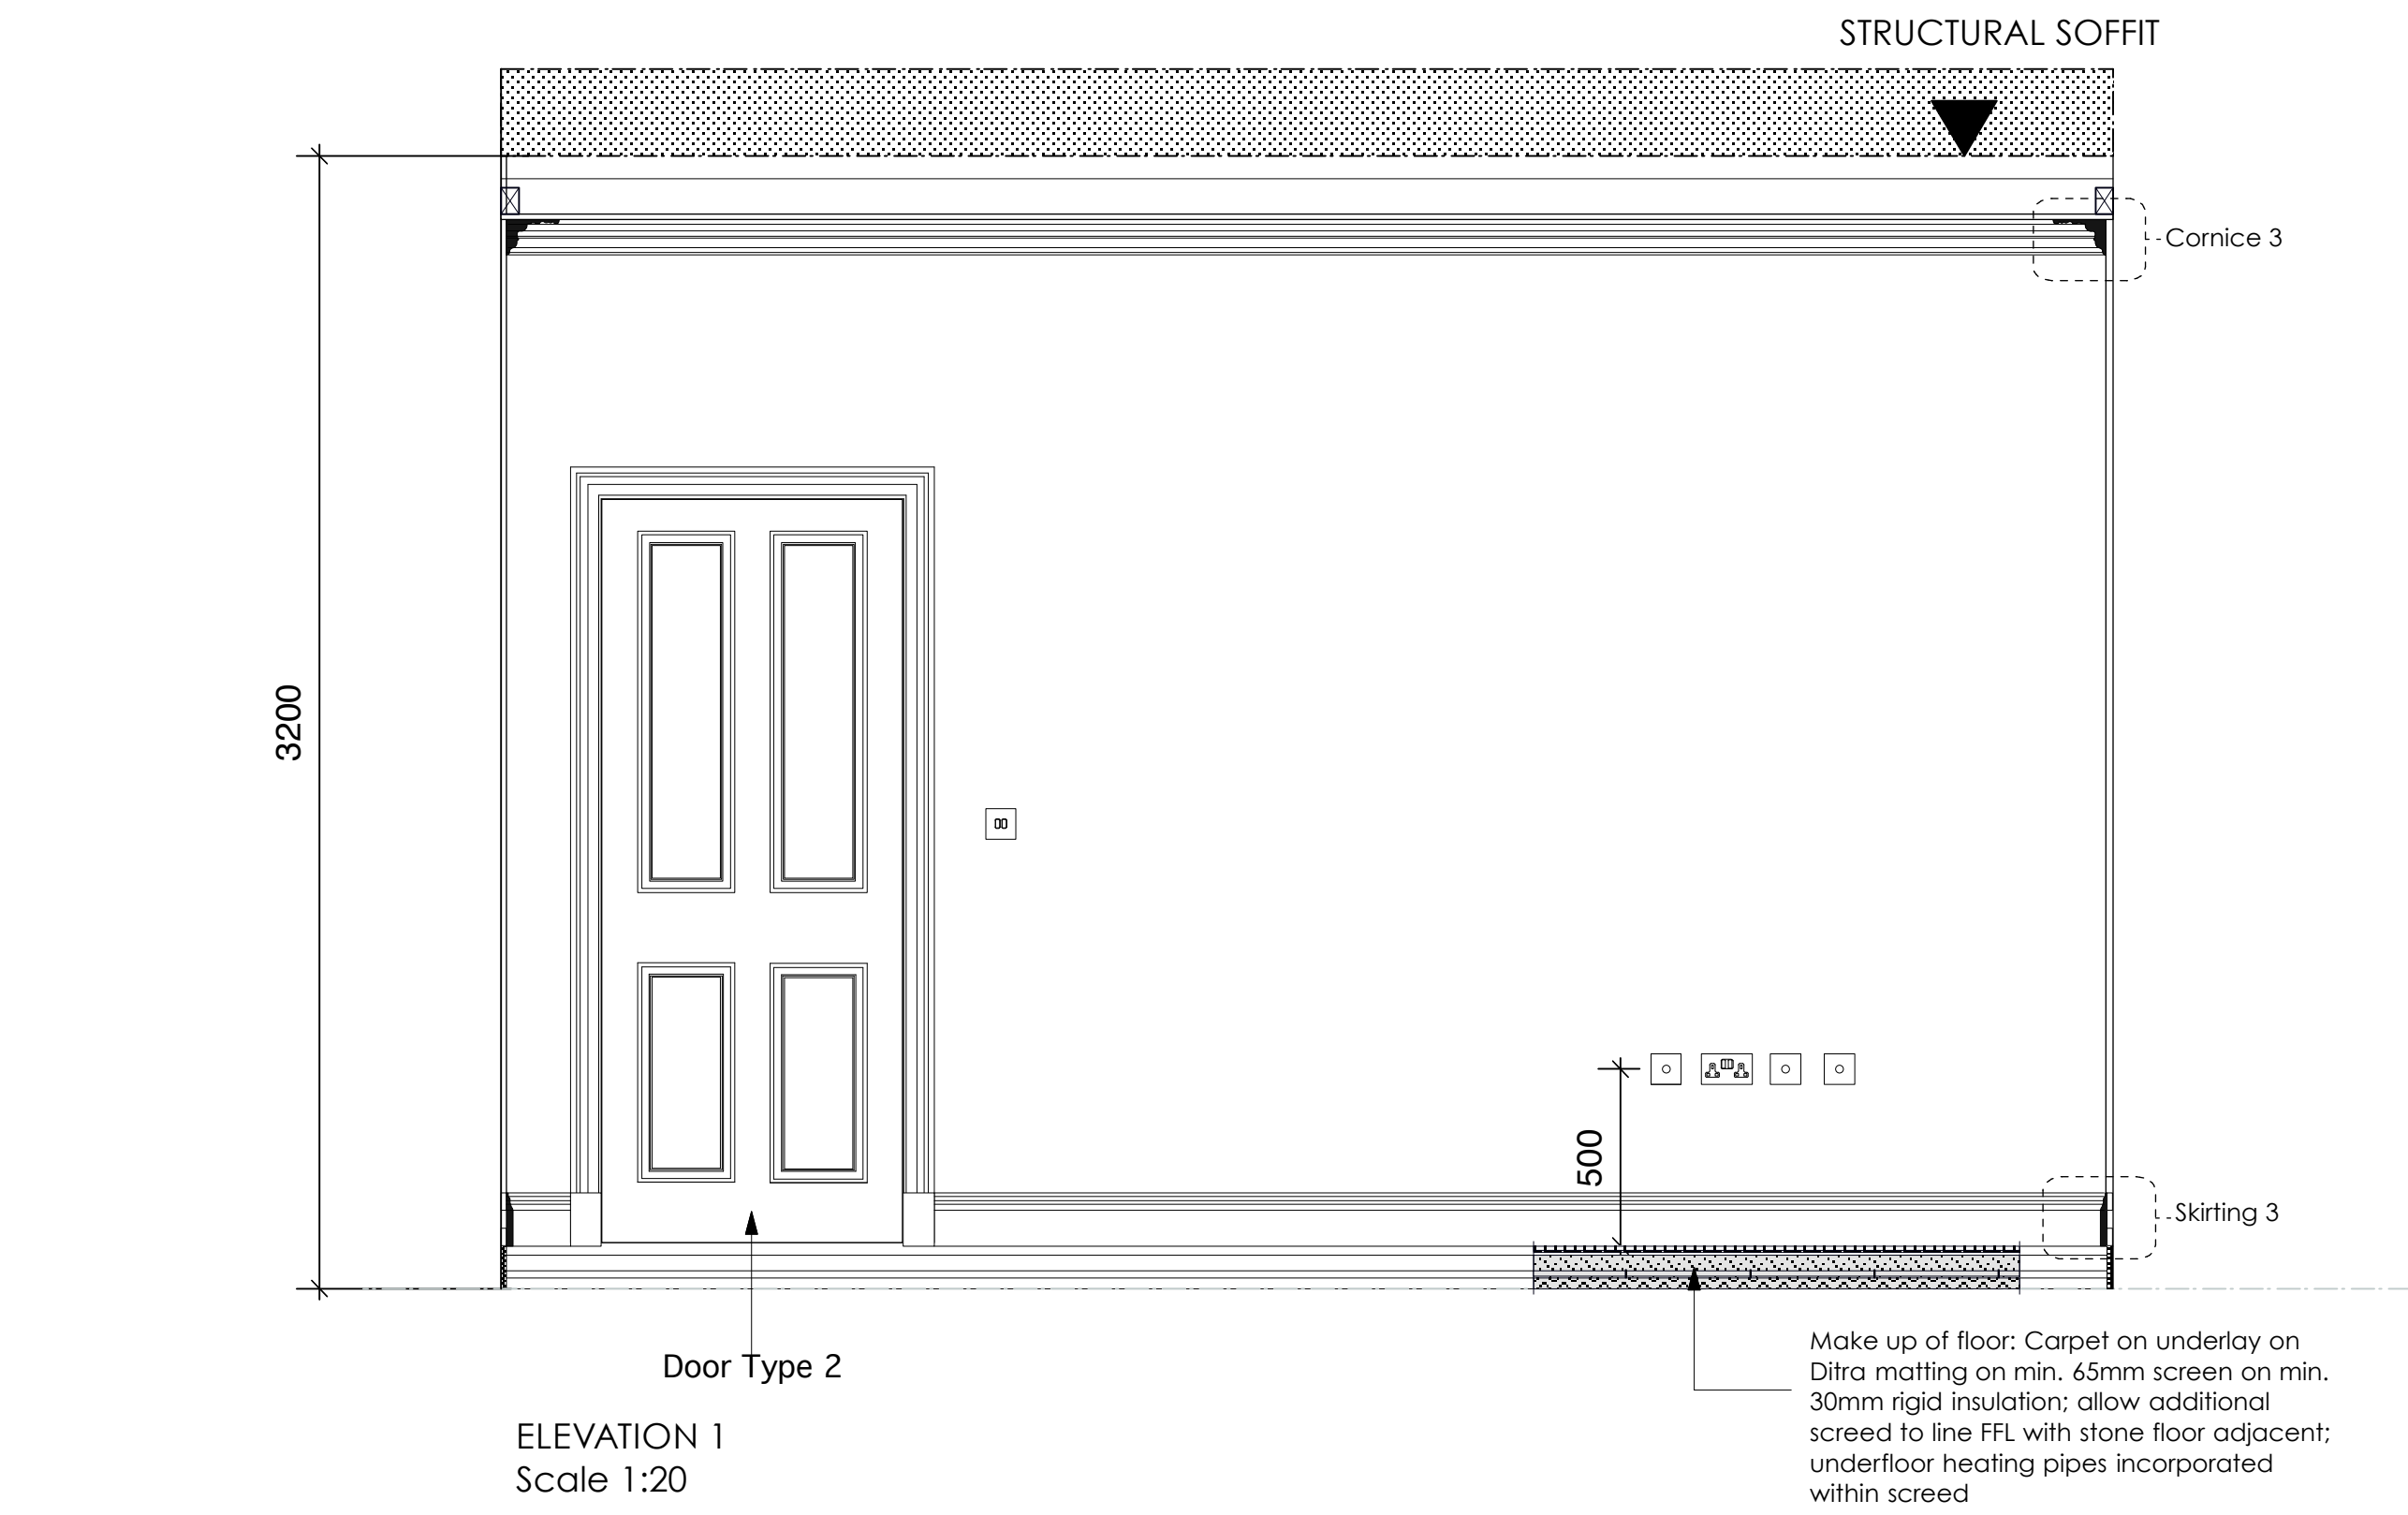 STRUCTURAL SOFFIT
Cornice 3
3200
500
Skirting 3
Door Type 2
Make up of floor: Carpet on underlay on
Ditra matting on min. 65mm screen on min.
30mm rigid insulation; allow additional
screed to line FFL with stone floor adjacent;
underfloor heating pipes incorporated
within screed
ELEVATION 1
Scale 1:20